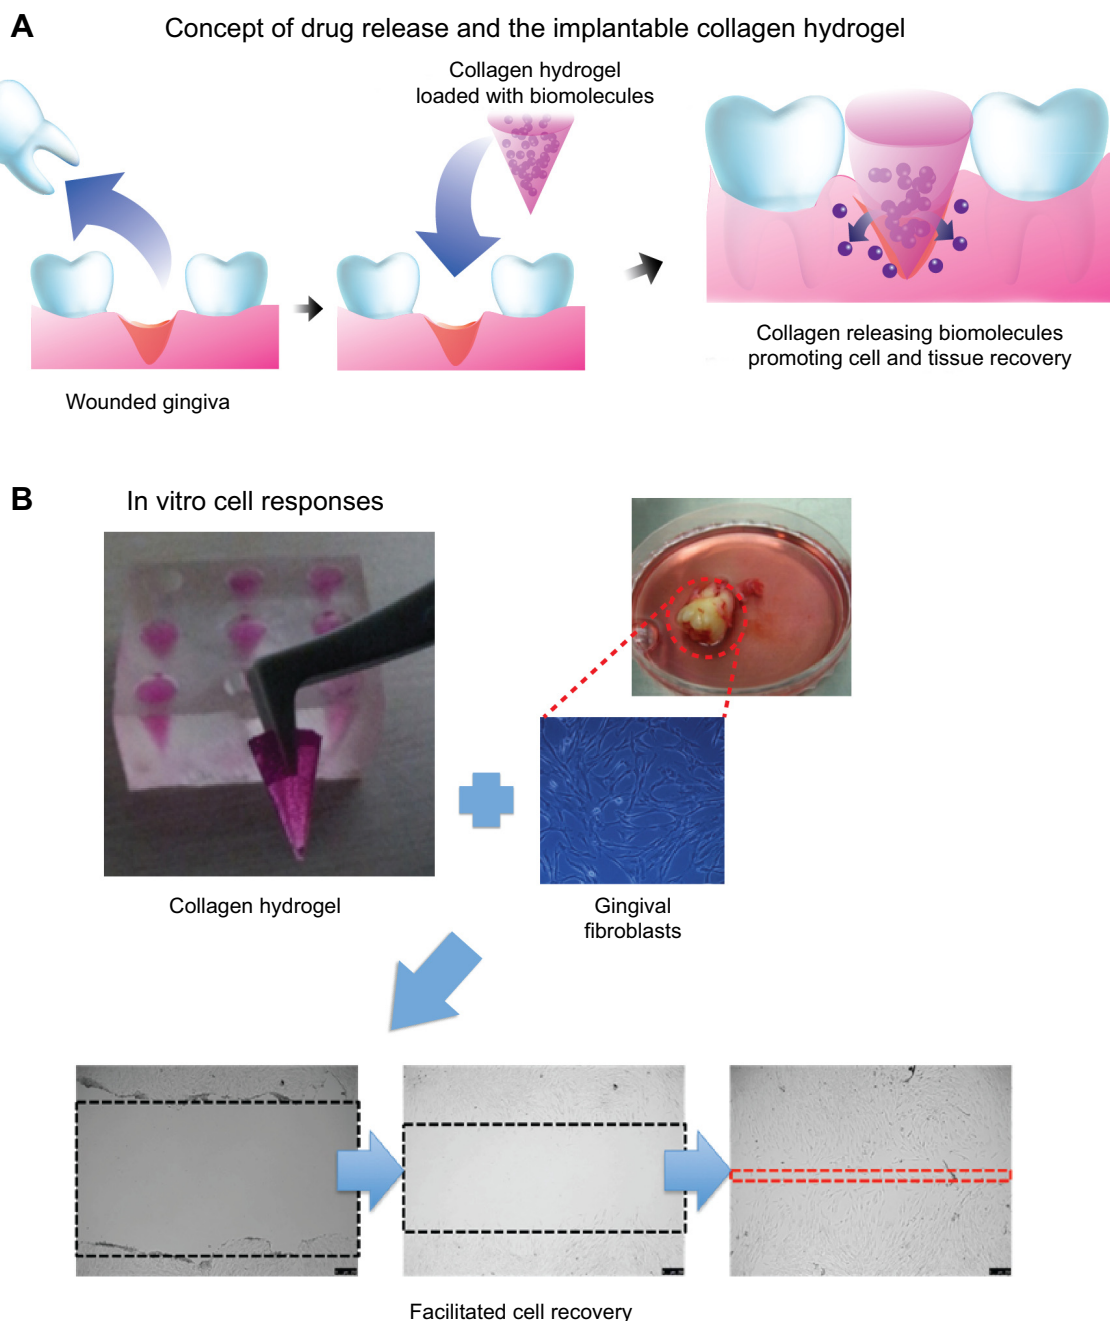 A
Concept of drug release and the implantable collagen hydrogel
Collagen hydrogel
loaded with biomolecules
Wounded gingiva
Collagen releasing biomolecules
promoting cell and tissue recovery
B
In vitro cell responses
Collagen hydrogel
Gingival
fibroblasts
Facilitated cell recovery